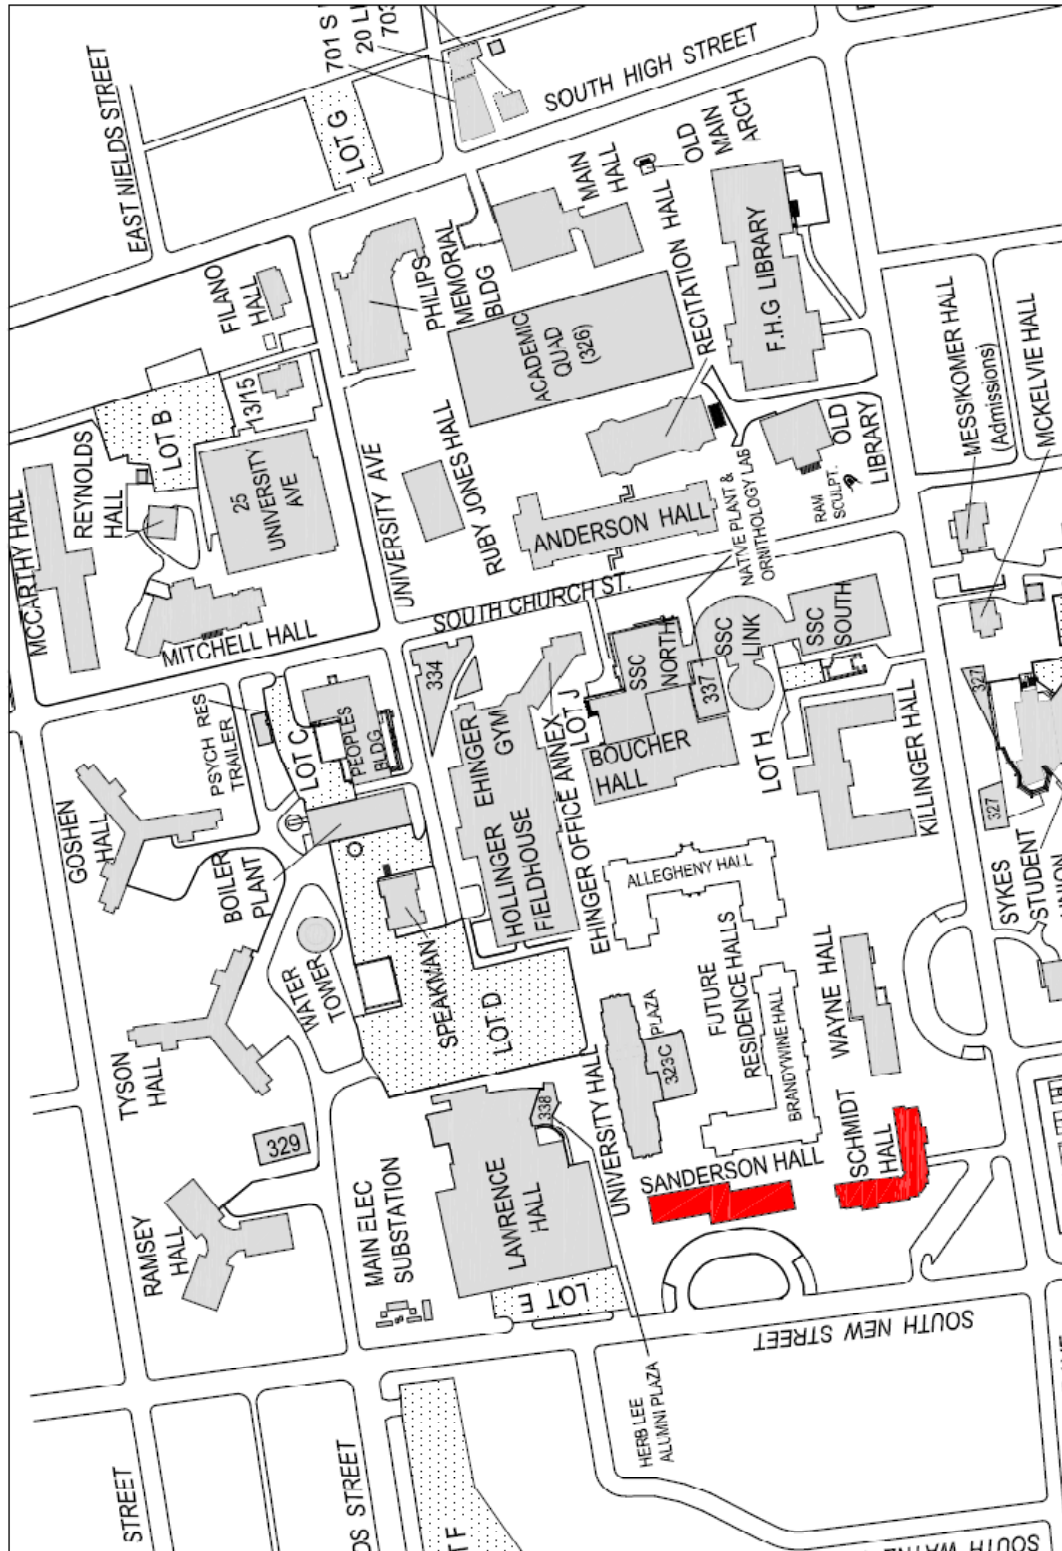 701 S
20 L
703
EAST NIELDS STREET
LOT G
SOUTH HIGH STREET
OLD
MAIN
ARCH
MAIN
HALL
FILANO
HALL
PHILIPS
MEMORIAL
BLDG
RECITATION HALL
F.H.G LIBRARY
ACADEMIC
QUAD
(326)
13/15
LOT B
REYNOLDS
HALL
MCCARTHY HALL
25
UNIVERSITY
AVE
UNIVERSITY AVE
RUBY JONES HALL
ANDERSON HALL
NATIVE PLANT &
ORNITHOLOGY LAB
RAM
SCULPT.
OLD
LIBRARY
MESSIKOMER HALL
(Admissions)
MCKELVIE HALL
MITCHELL HALL
SOUTH CHURCH ST.
PSYCH RES
TRAILER
LOT C
PEOPLES
BLDG
334
EHINGER
GYM
HOLLINGER
FIELDHOUSE
EHINGER OFFICE ANNEX
LOT J
SSC
NORTH
337
SSC
LINK
SSC
SOUTH
BOUCHER
HALL
LOT H
KILLINGER HALL
327
327
SYKES
STUDENT
GOSHEN
HALL
BOILER
PLANT
ALLEGHENY HALL
WATER
TOWER
SPEAKMAN
LOT D
TYSON
HALL
329
UNIVERSITY HALL
PLAZA
323C
FUTURE
RESIDENCE HALLS
BRANDYWINE HALL
WAYNE HALL
SCHMIDT
HALL
SANDERSON HALL
338
LAWRENCE
HALL
LOT E
MAIN ELEC
SUBSTATION
RAMSEY
HALL
SOUTH NEW STREET
HERB LEE
ALUMNI PLAZA
STREET
DS STREET
T F
SOUTH WAYNE